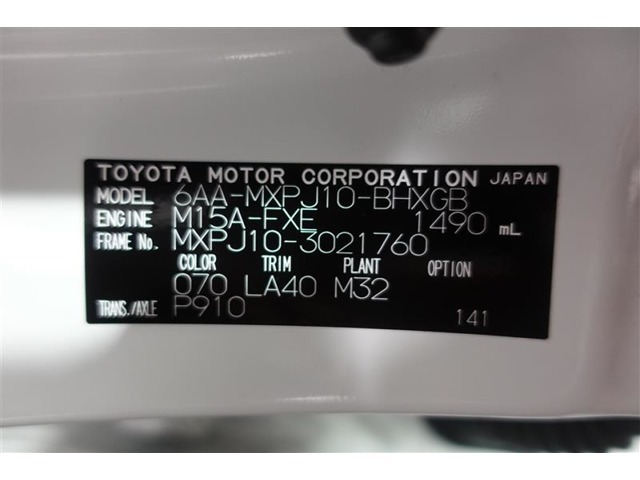 TOYOTA MOTOR CORPORATION JAPAN
MODEL 6AA-MXPJ10-BHXGB
ENGINE M15A-FXE 1490 mL
FRAME No. MXPJ10-3021760
COLOR TRIM PLANT OPTION
070 LA40 M32
TRANS./AXLE P910 141